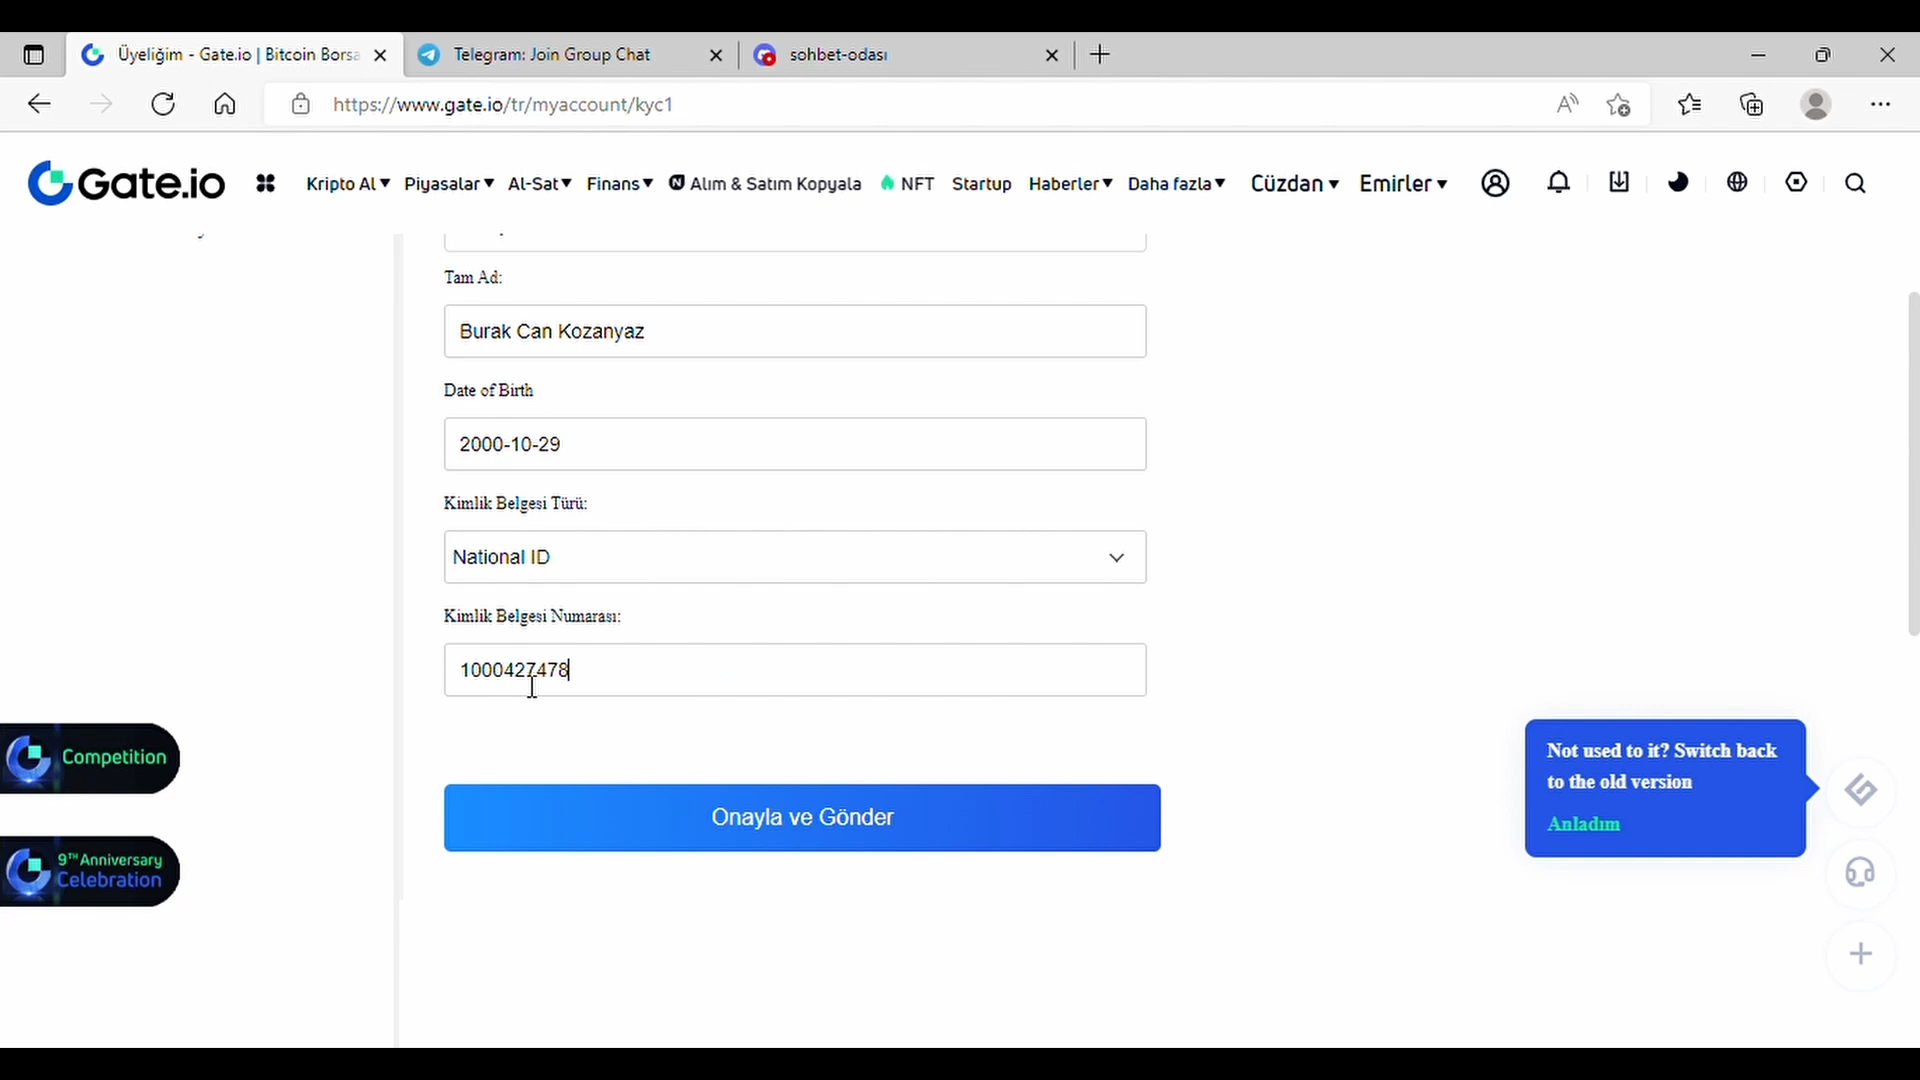 Üyeliğim - Gate.io | Bitcoin Borsa
Telegram: Join Group Chat
sohbet-odası
https://www.gate.io/tr/myaccount/kyc1
Gate.io
Kripto Al Piyasalar Al-Sat Finans Alım & Satım Kopyala NFT Startup Haberler Daha fazla Cüzdan Emirler
Tam Ad:
Burak Can Kozanyaz
Date of Birth
2000-10-29
Kimlik Belgesi Türü:
National ID
Kimlik Belgesi Numarası:
1000427478
Competition
Not used to it? Switch back
to the old version
Anladım
Onayla ve Gönder
9TH Anniversary
Celebration